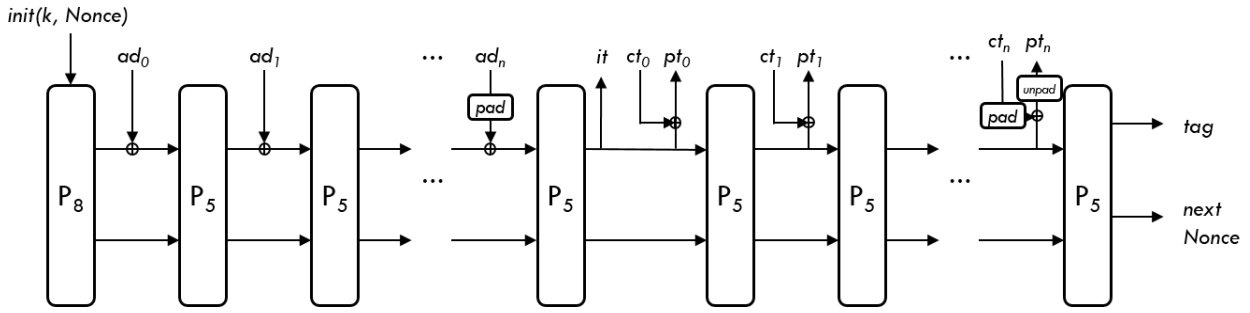 init(k, Nonce)
ad₀ ad₁ ... adₙ it ct₀ pt₀ ct₁ pt₁ ... ctₙ ptₙ
unpad
pad pad
tag
... ...
P₈ P₅ P₅ P₅ P₅ P₅ P₅
next
Nonce